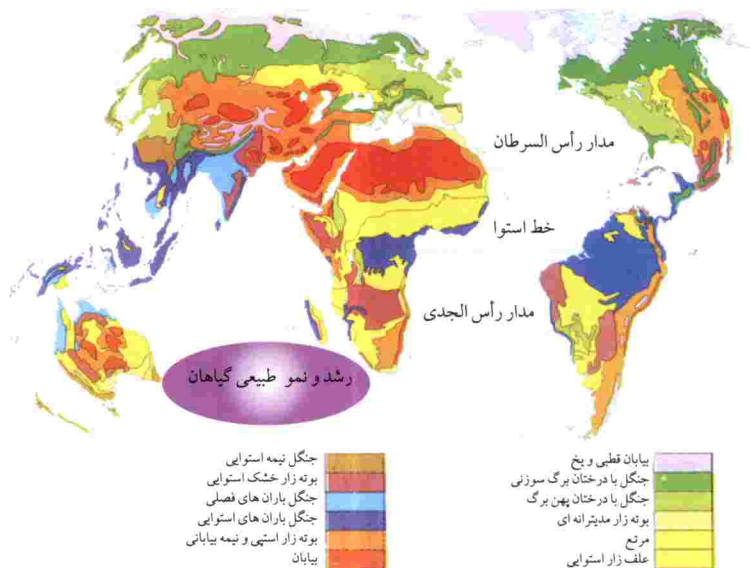 مدار رأس السرطان
خط استوا
مدار رأس الجدی
رشد و نمو طبیعی گیاهان
بیابان قطبی و یخ
جنگل با درختان برگ سوزنی
جنگل با درختان پهن برگ
بوته زار مدیترانه ای
مرتع
علف زار استوایی
جنگل نیمه استوایی
بوته زار خشک استوایی
جنگل باران های فصلی
جنگل باران های استوایی
بوته زار استپی و نیمه بیابانی
بیابان